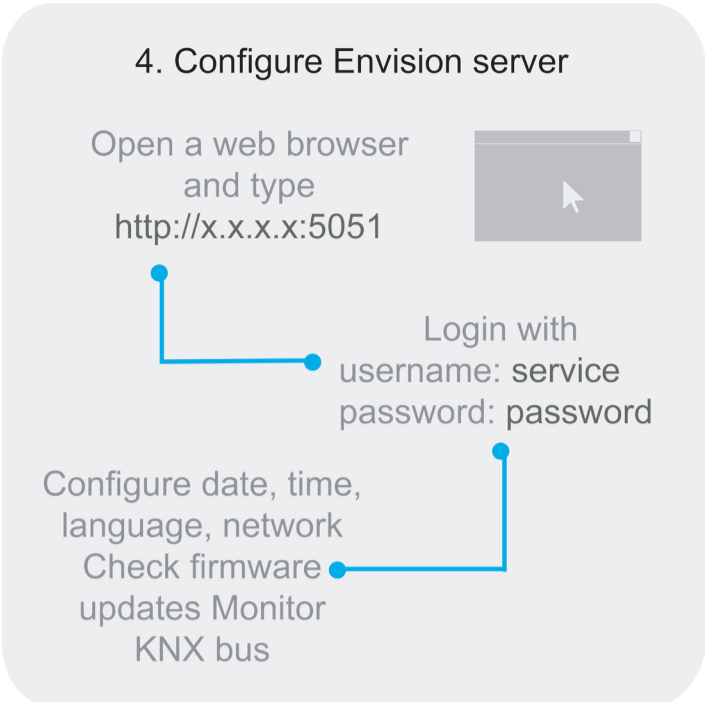 4. Configure Envision server
Open a web browser
and type
http://x.x.x.x:5051
Login with
username: service
password: password
Configure date, time,
language, network
Check firmware
updates Monitor
KNX bus